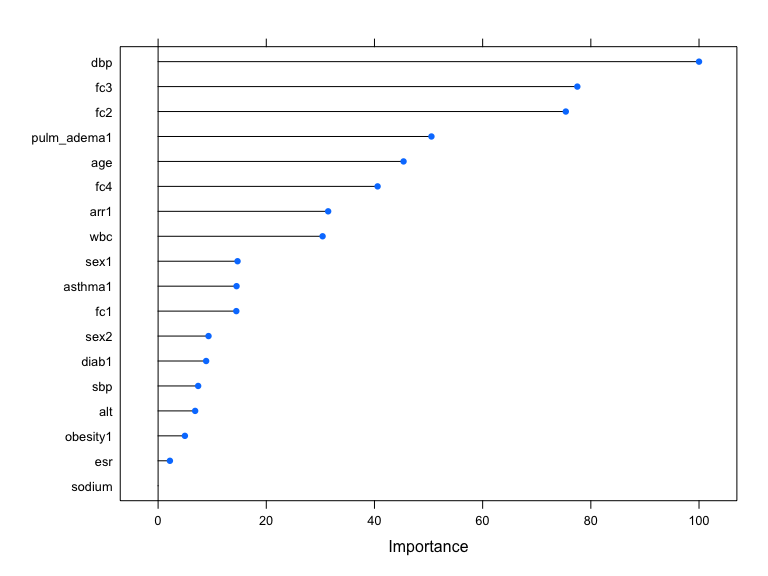 dbp
fc3
fc2
pulm_adema1
age
fc4
arr1
wbc
sex1
asthma1
fc1
sex2
diab1
sbp
alt
obesity1
esr
sodium
0 20 40 60 80 100
Importance